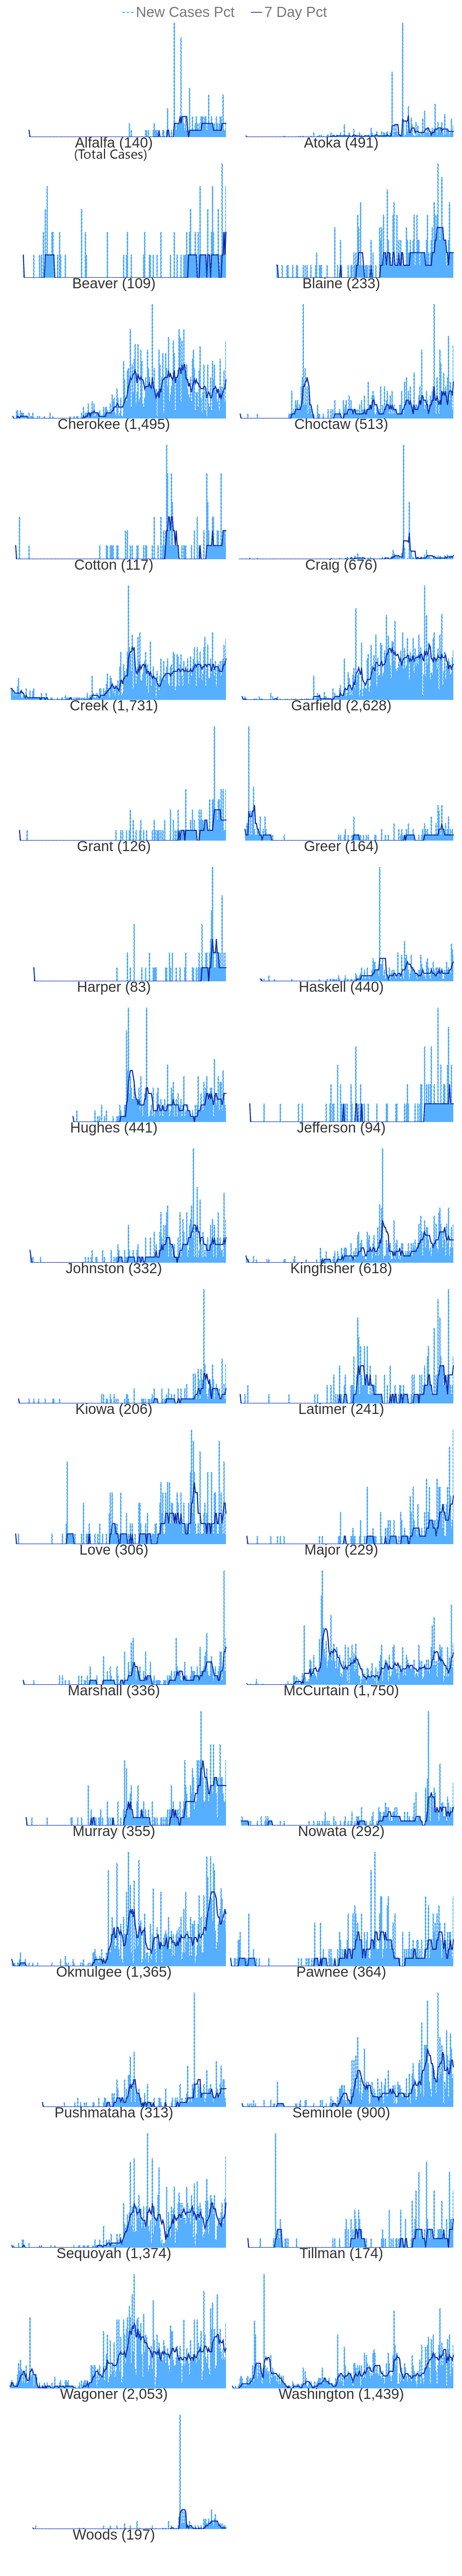 New Cases Pct 7 Day Pct
Alfalfa (140) Atoka (491)
(Total Cases)
Beaver (109) Blaine (233)
Cherokee (1,495) Choctaw (513)
Cotton (117) Craig (676)
Creek (1,731) Garfield (2,628)
Grant (126) Greer (164)
Harper (83) Haskell (440)
Hughes (441) Jefferson (94)
Johnston (332) Kingfisher (618)
Kiowa (206) Latimer (241)
Love (306) Major (229)
Marshall (336) McCurtain (1,750)
Murray (355) Nowata (292)
Okmulgee (1,365) Pawnee (364)
Pushmataha (313) Seminole (900)
Sequoyah (1,374) Tillman (174)
Wagoner (2,053) Washington (1,439)
Woods (197)